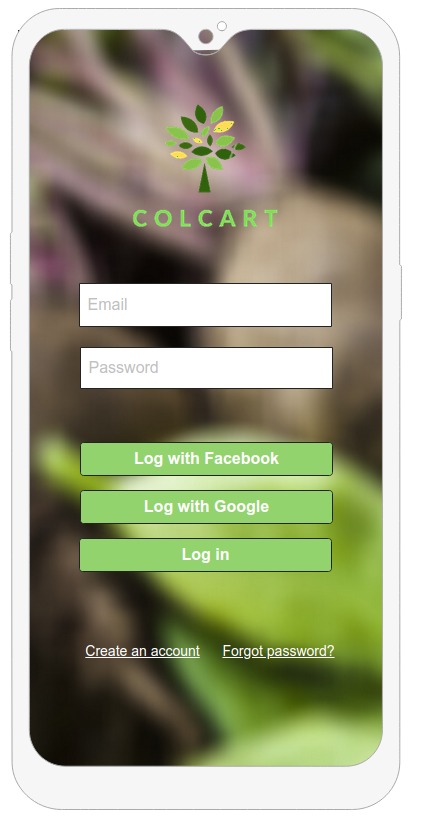 COLCART
Email
Password
Log with Facebook
Log with Google
Log in
Create an account Forgot password?